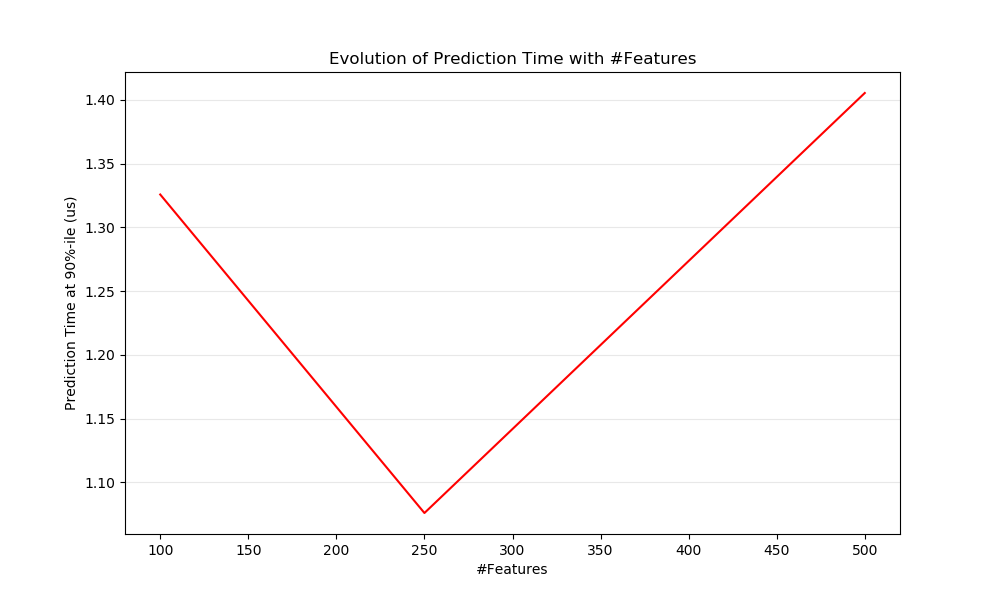 Evolution of Prediction Time with #Features
Prediction Time at 90%-ile (us)
1.40
1.35
1.30
1.25
1.20
1.15
1.10
100 150 200 250 300 350 400 450 500
#Features